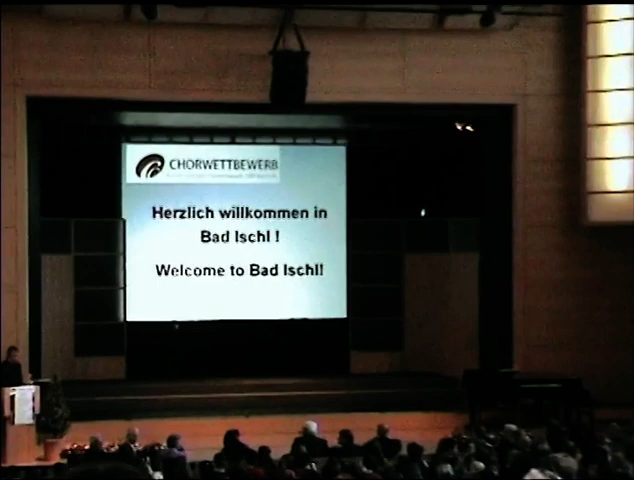 CHORWETTBEWERB
Herzlich willkommen in
Bad Ischl !
Welcome to Bad Ischl!